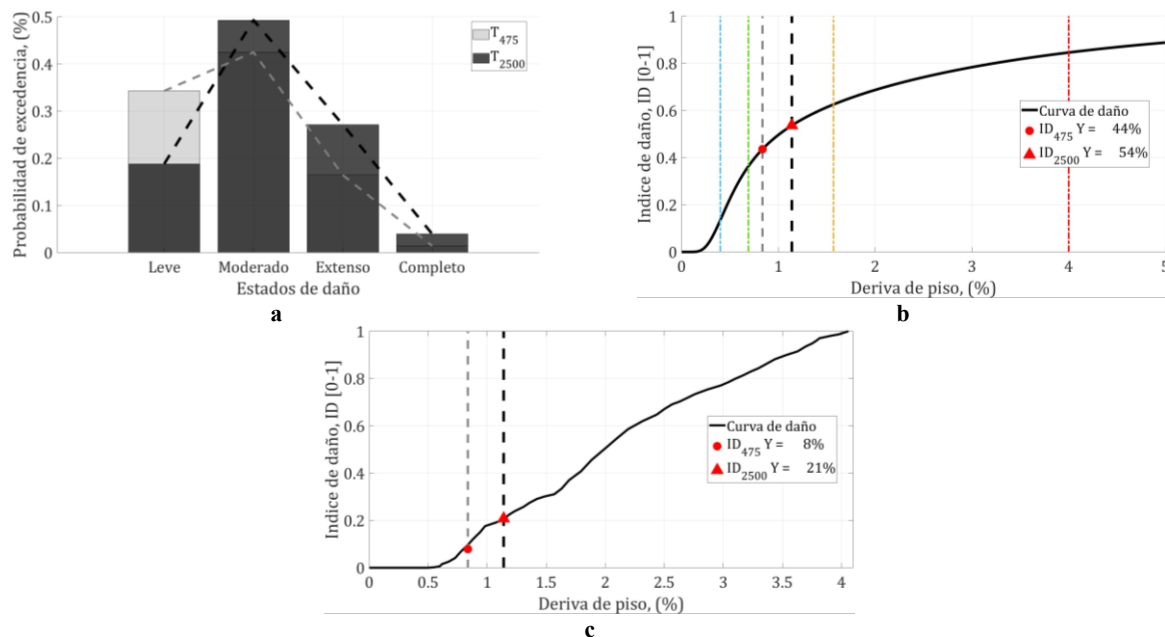 Probabilidad de excedencia, (%)
0.5
0.4
0.3
0.2
0.1
0
T475
T2500
Leve Moderado Extenso Completo
Estados de daño
a
Indice de daño, ID [0-1]
1
0.8
0.6
0.4
0.2
0
Curva de daño
ID475 Y = 44%
ID2500 Y = 54%
0 1 2 3 4 5
Deriva de piso, (%)
b
Indice de daño, ID [0-1]
1
0.8
0.6
0.4
0.2
0
Curva de daño
ID475 Y = 8%
ID2500 Y = 21%
0 0.5 1 1.5 2 2.5 3 3.5 4
Deriva de piso, (%)
c